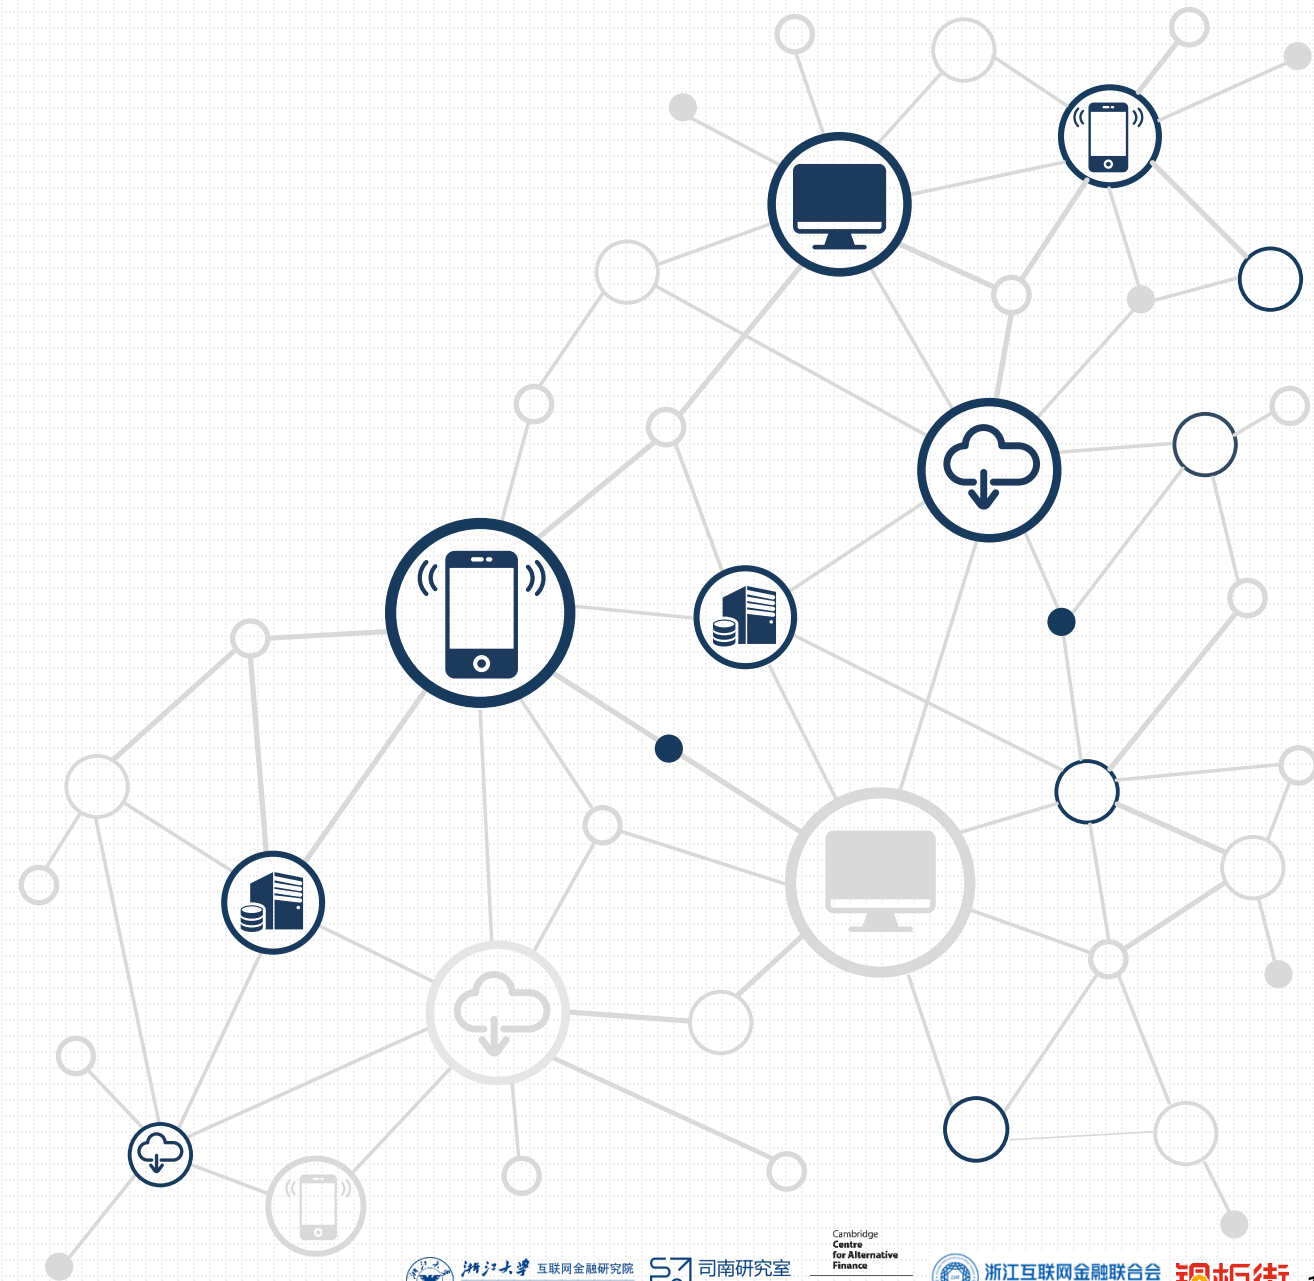 浙江大学 互联网金融研究院
司南研究室
Cambridge
Centre
for Alternative
Finance
浙江互联网金融联合会